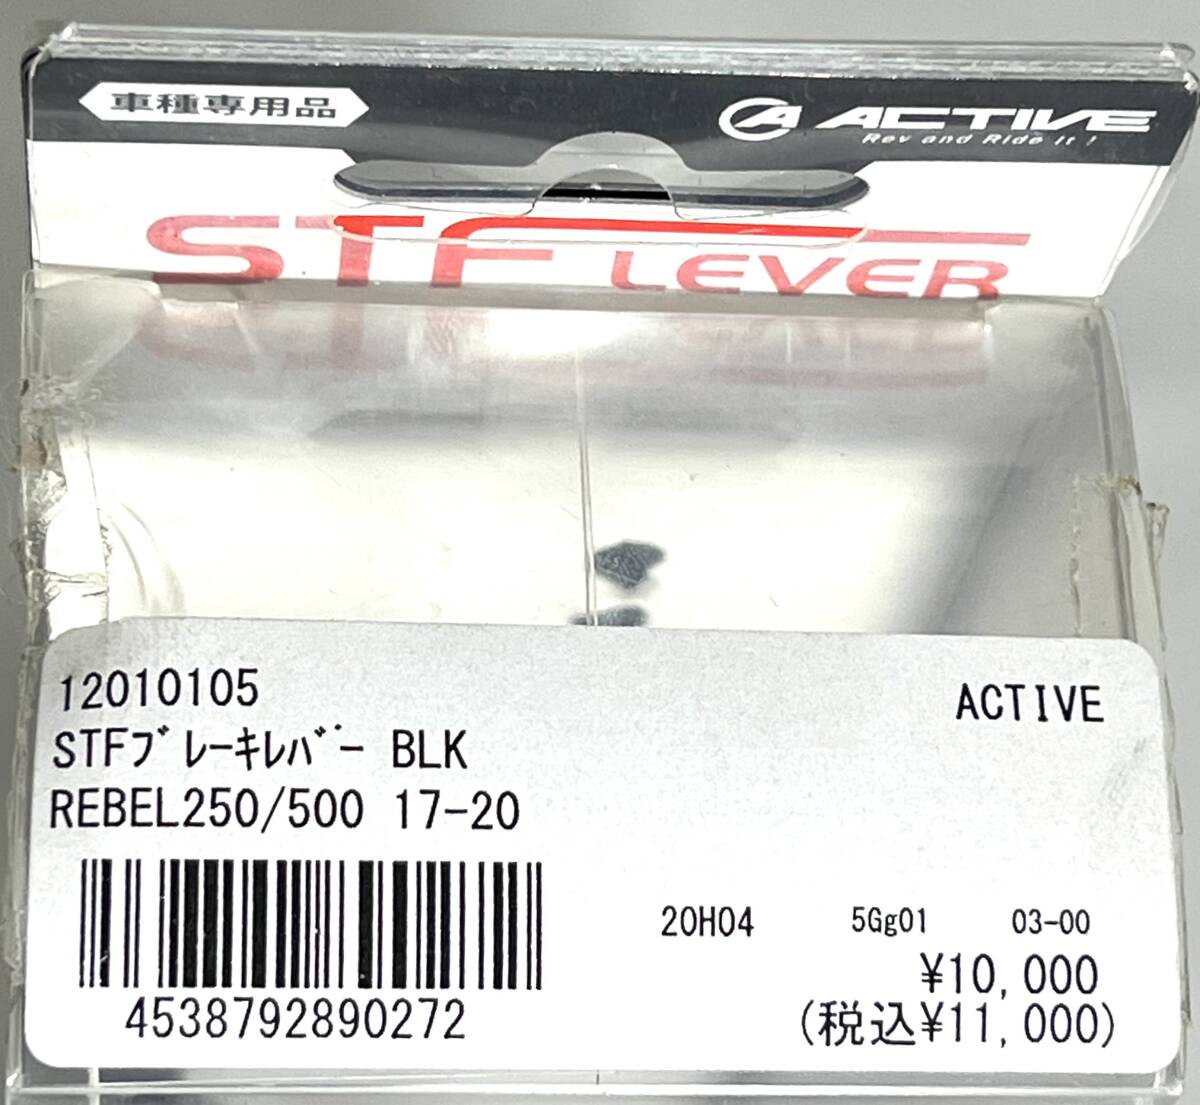 車種専用品
ACTIVE
Rev and Ride it !
STF LEVER
12010105
ACTIVE
STFﾌﾞﾚｰｷﾚﾊﾞｰ BLK
REBEL250/500 17-20
4538792890272
20H04 5Gg01 03-00
¥10,000
(税込¥11,000)